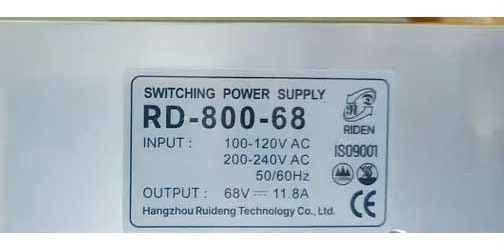 SWITCHING POWER SUPPLY
RD-800-68
RIDEN
INPUT : 100-120V AC
200-240V AC
50/60Hz
ISO9001
OUTPUT : 68V⎓11.8A
Hangzhou Ruideng Technology Co., Ltd.
CE